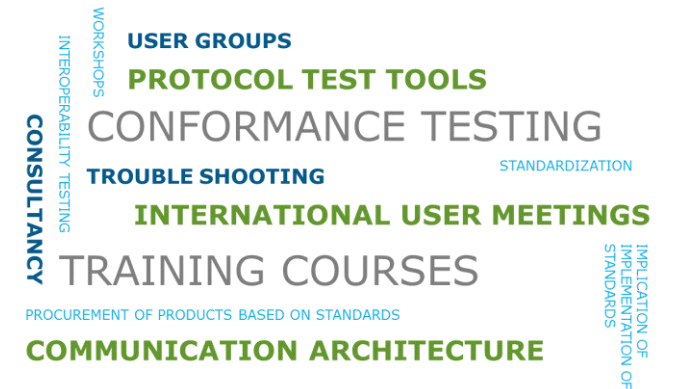 WORKSHOPS
USER GROUPS
INTEROPERABILITY TESTING
PROTOCOL TEST TOOLS
CONFORMANCE TESTING
CONSULTANCY
STANDARDIZATION
TROUBLE SHOOTING
INTERNATIONAL USER MEETINGS
TRAINING COURSES
IMPLICATION OF
IMPLEMENTATION OF
STANDARDS
PROCUREMENT OF PRODUCTS BASED ON STANDARDS
COMMUNICATION ARCHITECTURE